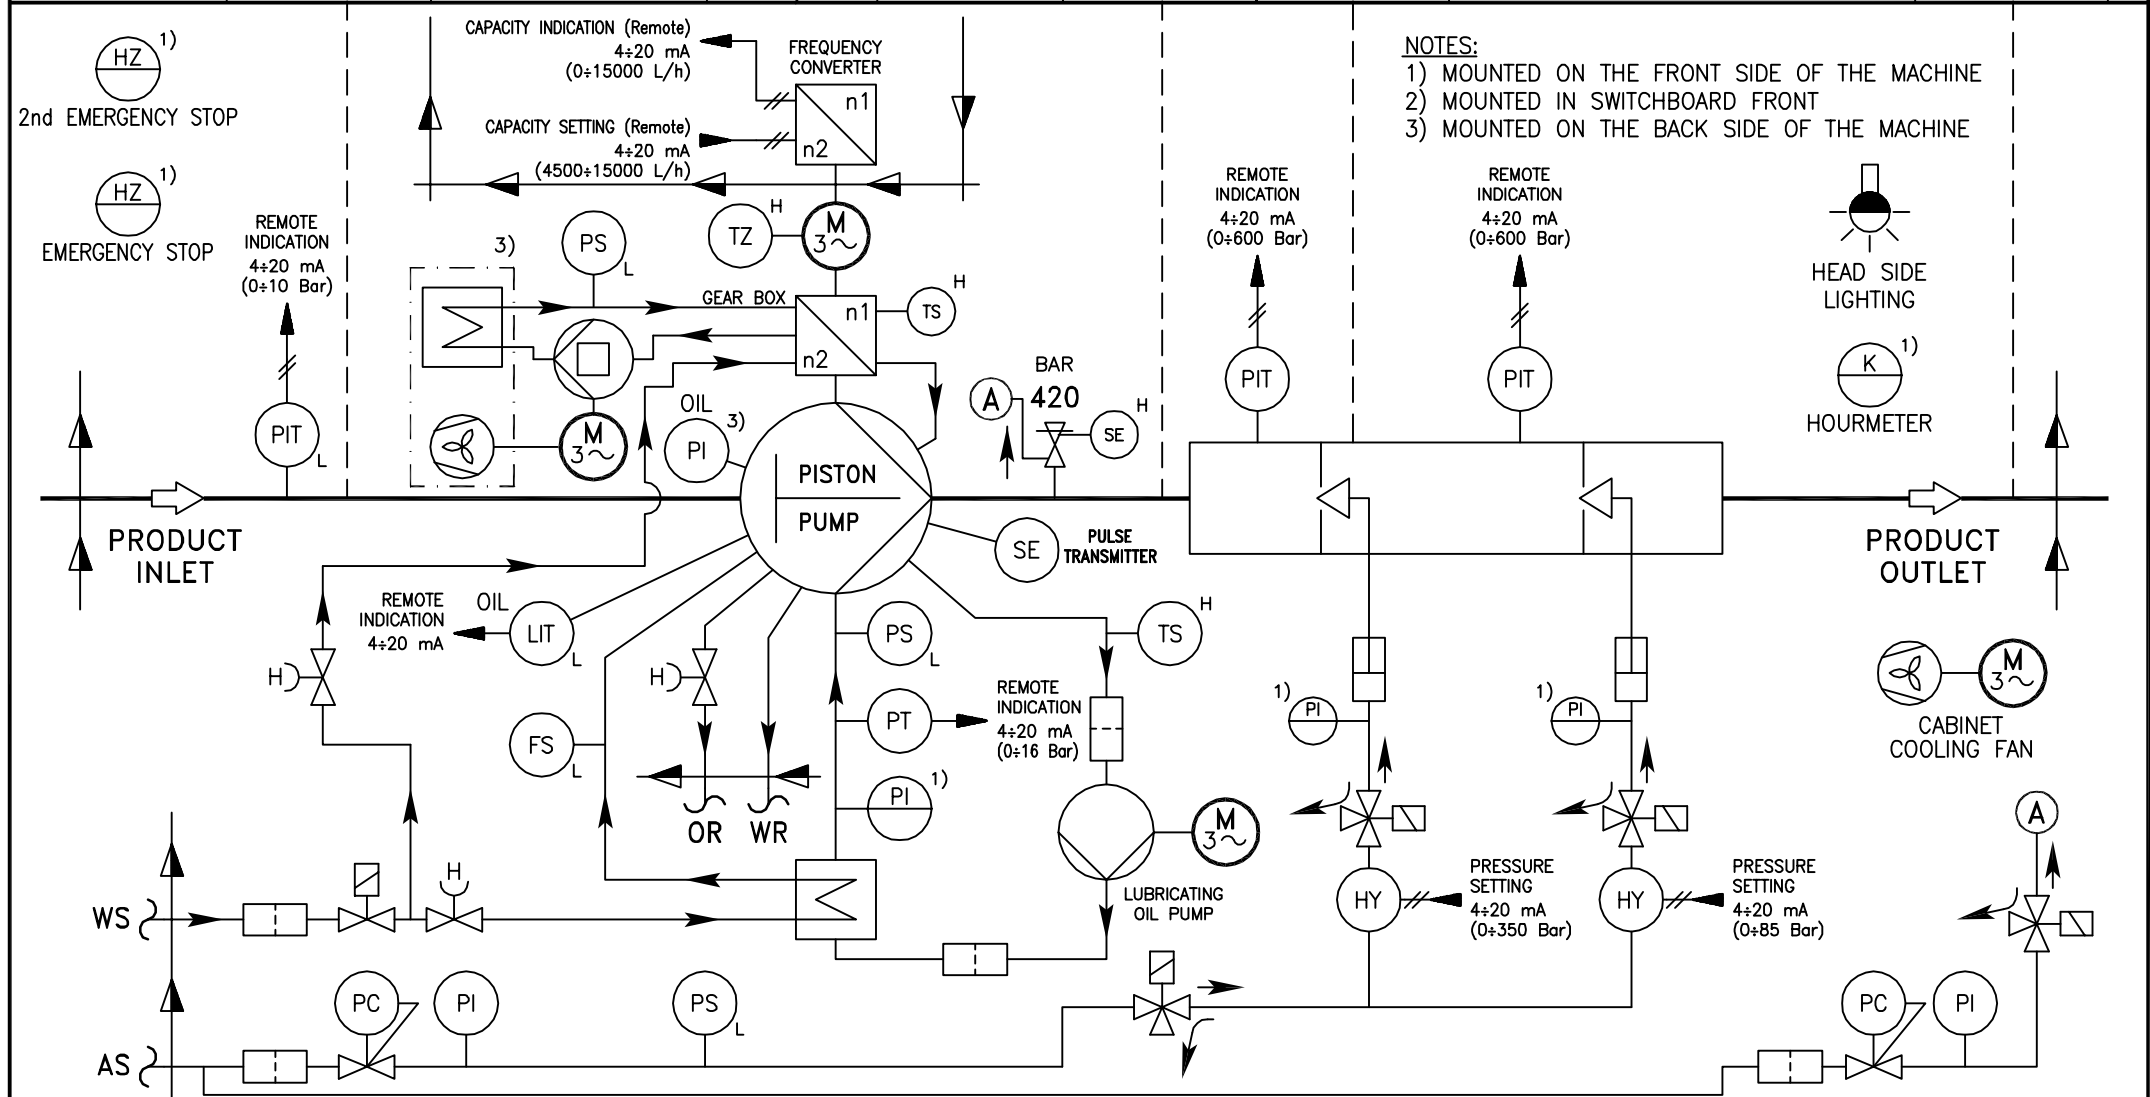 HZ 1)
2nd EMERGENCY STOP
HZ 1)
EMERGENCY STOP
REMOTE
INDICATION
4÷20 mA
(0÷10 Bar)
PIT
L
PRODUCT
INLET
CAPACITY INDICATION (Remote)
4÷20 mA
(0÷15000 L/h)
CAPACITY SETTING (Remote)
4÷20 mA
(4500÷15000 L/h)
FREQUENCY
CONVERTER
n1
n2
TZ
H
M
3~
3)
PS
L
GEAR BOX
n1
n2
TS
H
M
3~
OIL
PI
3)
PISTON
PUMP
A
BAR
420
SE
H
SE
PULSE
TRANSMITTER
NOTES:
1) MOUNTED ON THE FRONT SIDE OF THE MACHINE
2) MOUNTED IN SWITCHBOARD FRONT
3) MOUNTED ON THE BACK SIDE OF THE MACHINE
REMOTE
INDICATION
4÷20 mA
(0÷600 Bar)
PIT
REMOTE
INDICATION
4÷20 mA
(0÷600 Bar)
PIT
HEAD SIDE
LIGHTING
K
1)
HOURMETER
PRODUCT
OUTLET
REMOTE
INDICATION
4÷20 mA
OIL
LIT
L
H
H
FS
L
OR
WR
PS
L
PT
REMOTE
INDICATION
4÷20 mA
(0÷16 Bar)
PI
1)
TS
H
M
3~
LUBRICATING
OIL PUMP
1)
PI
1)
PI
HY
PRESSURE
SETTING
4÷20 mA
(0÷350 Bar)
HY
PRESSURE
SETTING
4÷20 mA
(0÷85 Bar)
M
3~
CABINET
COOLING FAN
A
WS
H
AS
PC
PI
PS
L
PC
PI